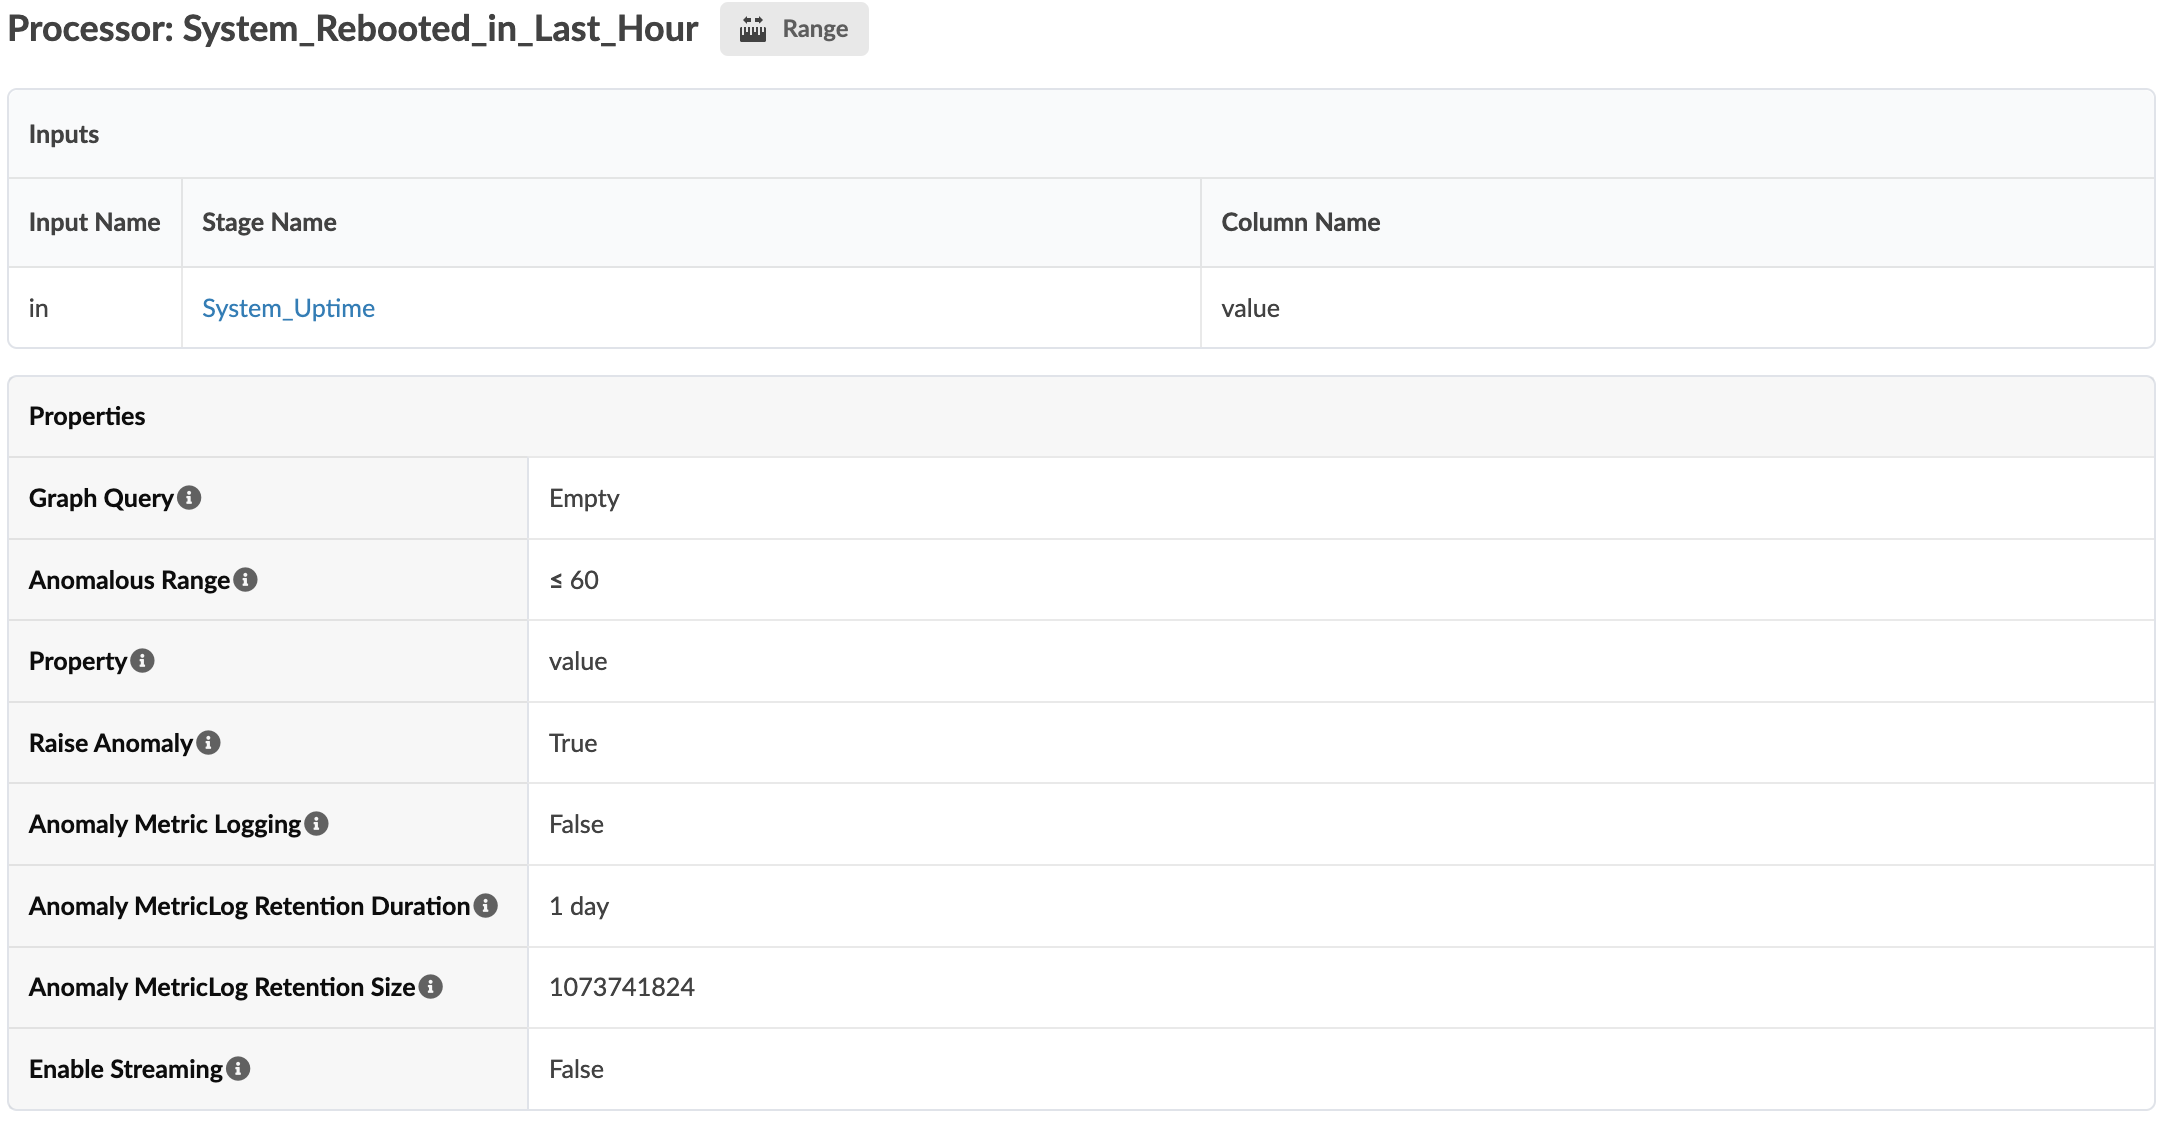 Processor: System_Rebooted_in_Last_Hour Range
Inputs
Input Name Stage Name Column Name
in System_Uptime value
Properties
Graph Query Empty
Anomalous Range ≤ 60
Property value
Raise Anomaly True
Anomaly Metric Logging False
Anomaly MetricLog Retention Duration 1 day
Anomaly MetricLog Retention Size 1073741824
Enable Streaming False